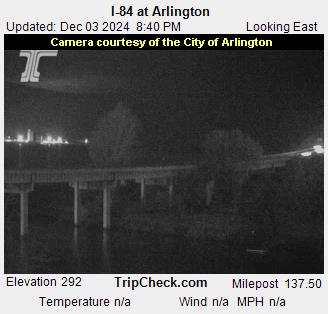 I-84 at Arlington
Updated: Dec 03 2024 8:40 PM Looking East
Camera courtesy of the City of Arlington
Elevation 292 TripCheck.com Milepost 137.50
Temperature n/a Wind n/a MPH n/a